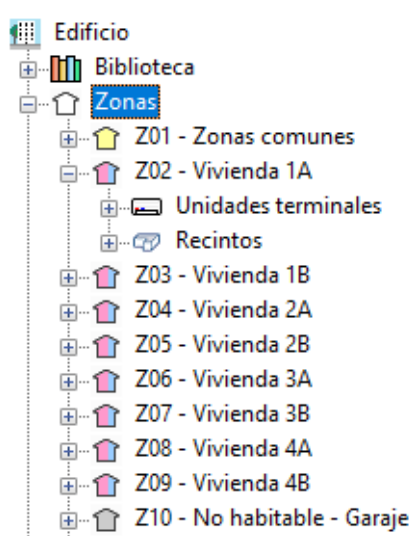 Edificio
Biblioteca
Zonas
Z01 - Zonas comunes
Z02 - Vivienda 1A
Unidades terminales
Recintos
Z03 - Vivienda 1B
Z04 - Vivienda 2A
Z05 - Vivienda 2B
Z06 - Vivienda 3A
Z07 - Vivienda 3B
Z08 - Vivienda 4A
Z09 - Vivienda 4B
Z10 - No habitable - Garaje